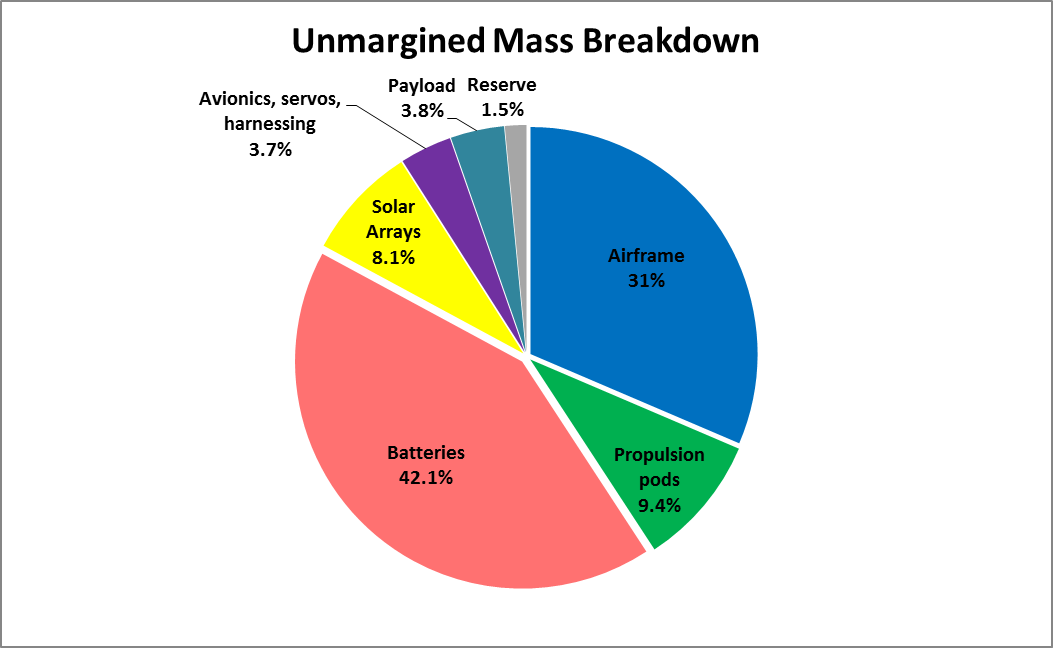 Unmargined Mass Breakdown
Avionics, servos,
harnessing
3.7%
Payload
3.8%
Reserve
1.5%
Solar
Arrays
8.1%
Airframe
31%
Batteries
42.1%
Propulsion
pods
9.4%